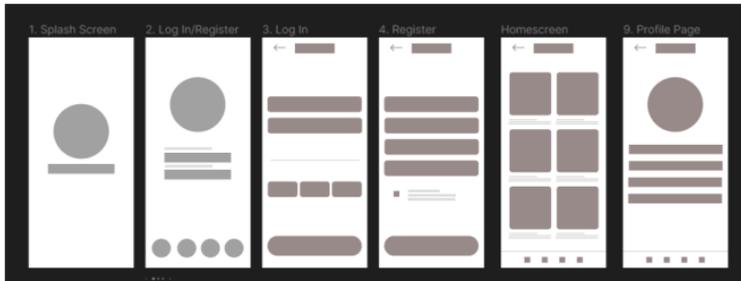 1. Splash Screen
2. Log In/Register
3. Log In
4. Register
Homescreen
9. Profile Page